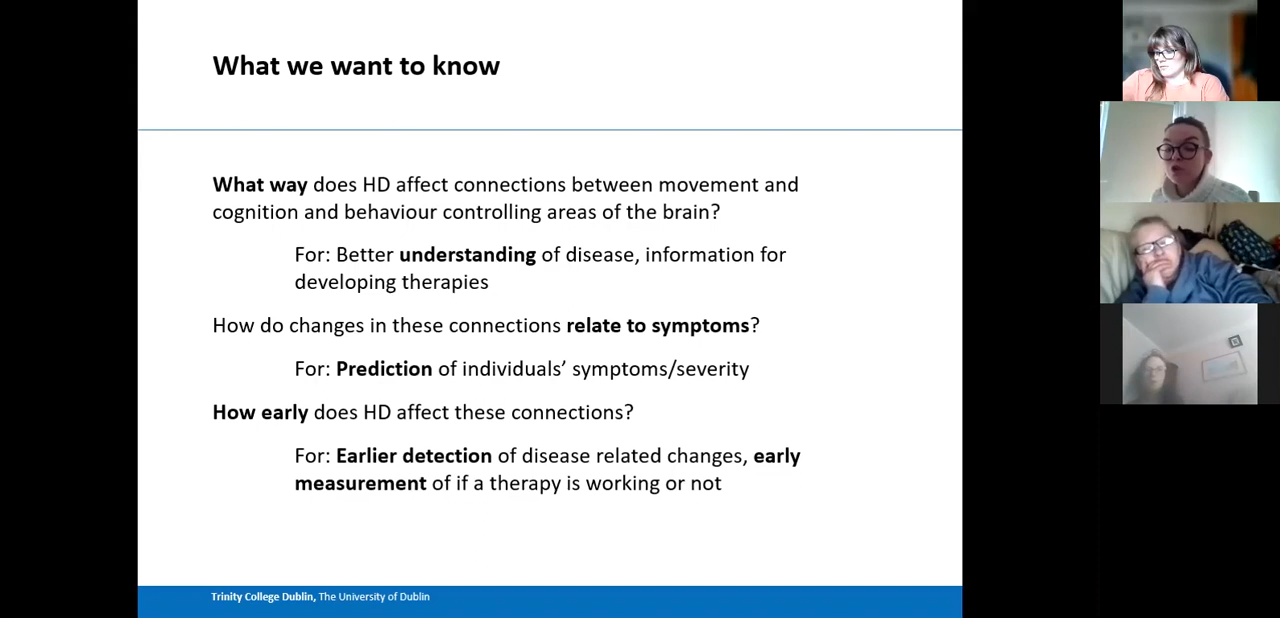 What we want to know
What way does HD affect connections between movement and
cognition and behaviour controlling areas of the brain?
For: Better understanding of disease, information for
developing therapies
How do changes in these connections relate to symptoms?
For: Prediction of individuals’ symptoms/severity
How early does HD affect these connections?
For: Earlier detection of disease related changes, early
measurement of if a therapy is working or not
Trinity College Dublin, The University of Dublin